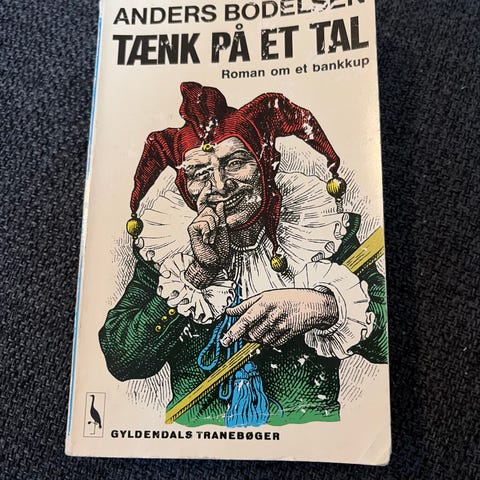 ANDERS BODELSEN
TÆNK PÅ ET TAL
Roman om et bankkup
GYLDENDALS TRANEBØGER